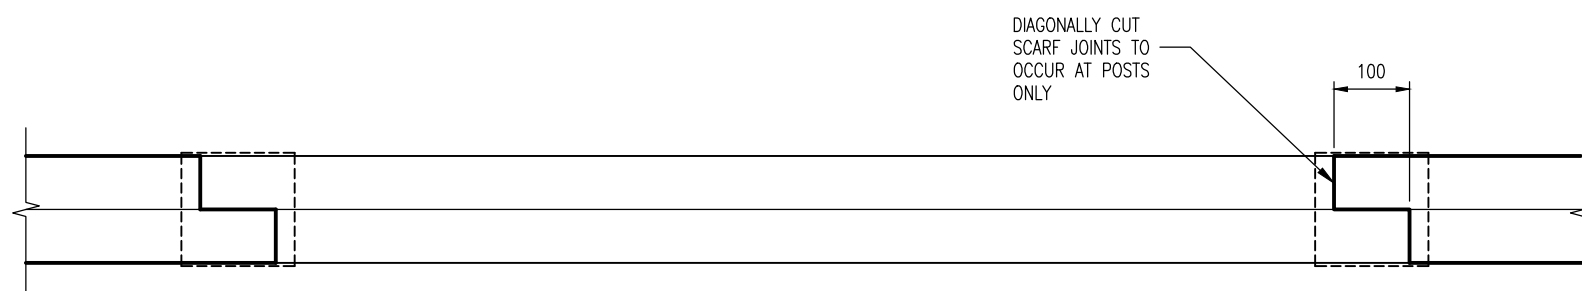 DIAGONALLY CUT
SCARF JOINTS TO
OCCUR AT POSTS
ONLY
100